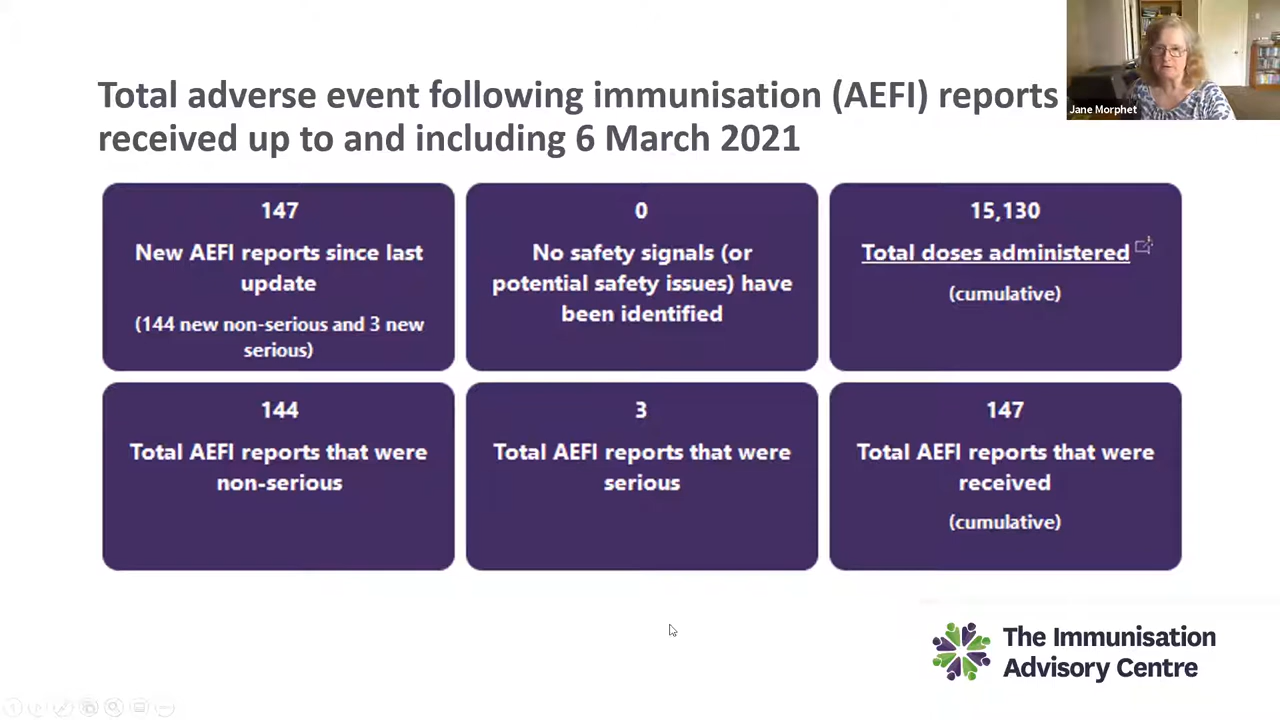 Jane Morphet
Total adverse event following immunisation (AEFI) reports
received up to and including 6 March 2021
147
New AEFI reports since last
update
(144 new non-serious and 3 new
serious)
0
No safety signals (or
potential safety issues) have
been identified
15,130
Total doses administered
(cumulative)
144
Total AEFI reports that were
non-serious
3
Total AEFI reports that were
serious
147
Total AEFI reports that were
received
(cumulative)
The Immunisation
Advisory Centre